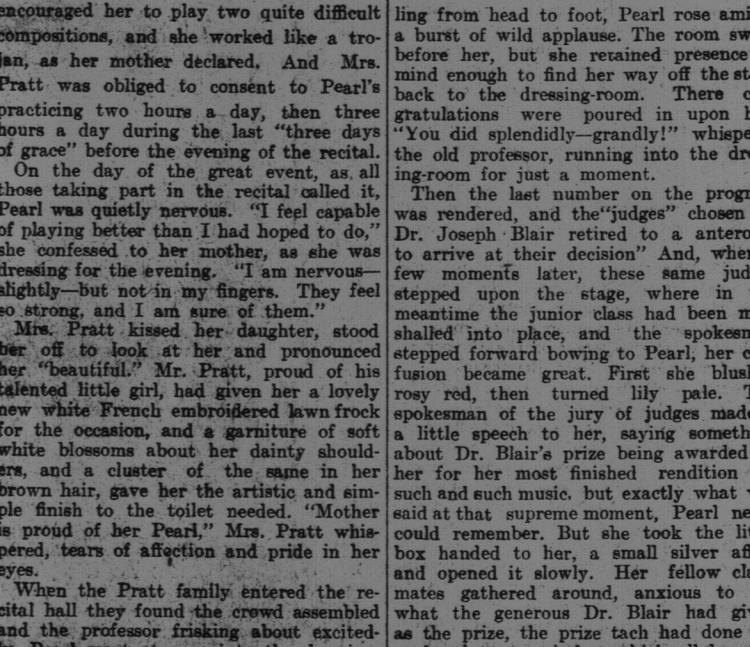 encouraged her to play two quite difficult
compositions, and she worked like a tro-
jan, as her mother declared, And Mrs.
Pratt was obliged to consent to Pearl's
practicing two hours a day, then three
hours a day during the last "three days
of grace" before the evening of the recital.
On the day of the great event, as all
those taking part in the recital called it,
Pearl was quietly nervous. "I feel capable
of playing better than I had hoped to do,"
she confessed to her mother, as she was
dressing for the evening. "I am nervous—
slightly—but not in my fingers. They feel
so strong, and I am sure of them."
Mrs. Pratt kissed her daughter, stood
her off to look at her and pronounced
her "beautiful." Mr. Pratt, proud of his
talented little girl, had given her a lovely
new white French embroidered lawn frock
for the occasion, and a garniture of soft
white blossoms about her dainty should-
ers, and a cluster of the same in her
brown hair, gave her the artistic and sim-
ple finish to the toilet needed. "Mother
is proud of her Pearl," Mrs. Pratt whis-
pered, tears of affection and pride in her
eyes.
When the Pratt family entered the re-
cital hall they found the crowd assembled
and the professor frisking about excited-
ling from head to foot, Pearl rose ami
a burst of wild applause. The room sw
before her, but she retained presence
mind enough to find her way off the st
back to the dressing-room. There c
gratulations were poured in upon h
"You did splendidly—grandly!" whispe
the old professor, running into the dre
ing-room for just a moment.
Then the last number on the progr
was rendered, and the "judges" chosen
Dr. Joseph Blair retired to a antero
to arrive at their decision" And, when
few moments later, these same jud
stepped upon the stage, where in
meantime the junior class had been m
shalled into place, and the spokesm
stepped forward bowing to Pearl, her c
fusion became great. First she blush
rosy red, then turned lily pale. T
spokesman of the jury of judges made
a little speech to her, saying someth
about Dr. Blair's prize being awarded
her for her most finished rendition
such and such music. but exactly what
said at that supreme moment, Pearl ne
could remember. But she took the lit
box handed to her, a small silver aff
and opened it slowly. Her fellow cla
mates gathered around, anxious to
what the generous Dr. Blair had giv
as the prize, the prize tach had done